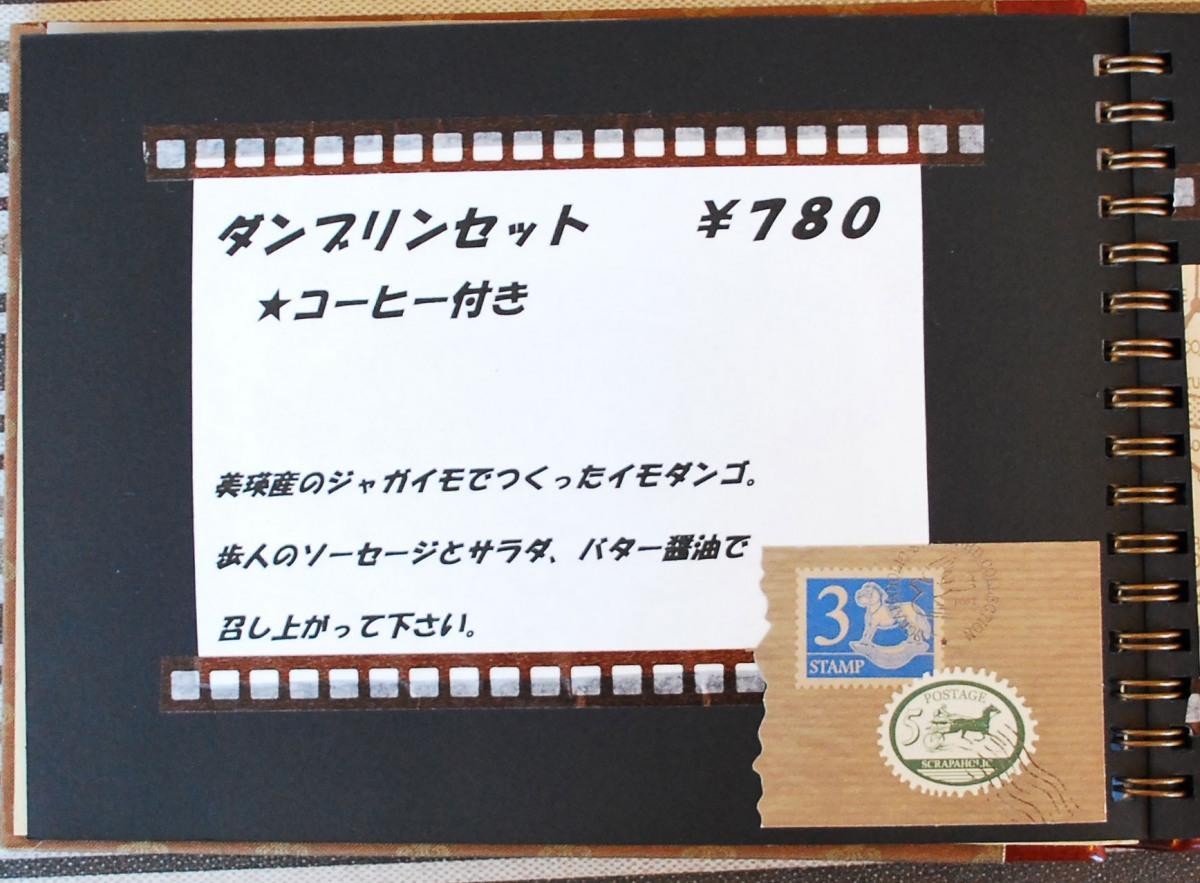 ダンブリンセット ￥780
★コーヒー付き
美瑛産のジャガイモでつくったイモダンゴ。
歩人のソーセージとサラダ、バター醤油で
召し上がって下さい。
3
STAMP
POSTAGE
5
SCRAPAHOLIC